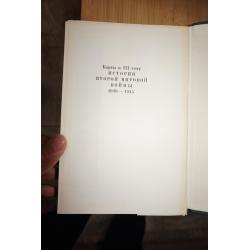 Карты к III тому
ИСТОРИИ
ВТОРОЙ МИРОВОЙ
ВОЙНЫ
1939 — 1945